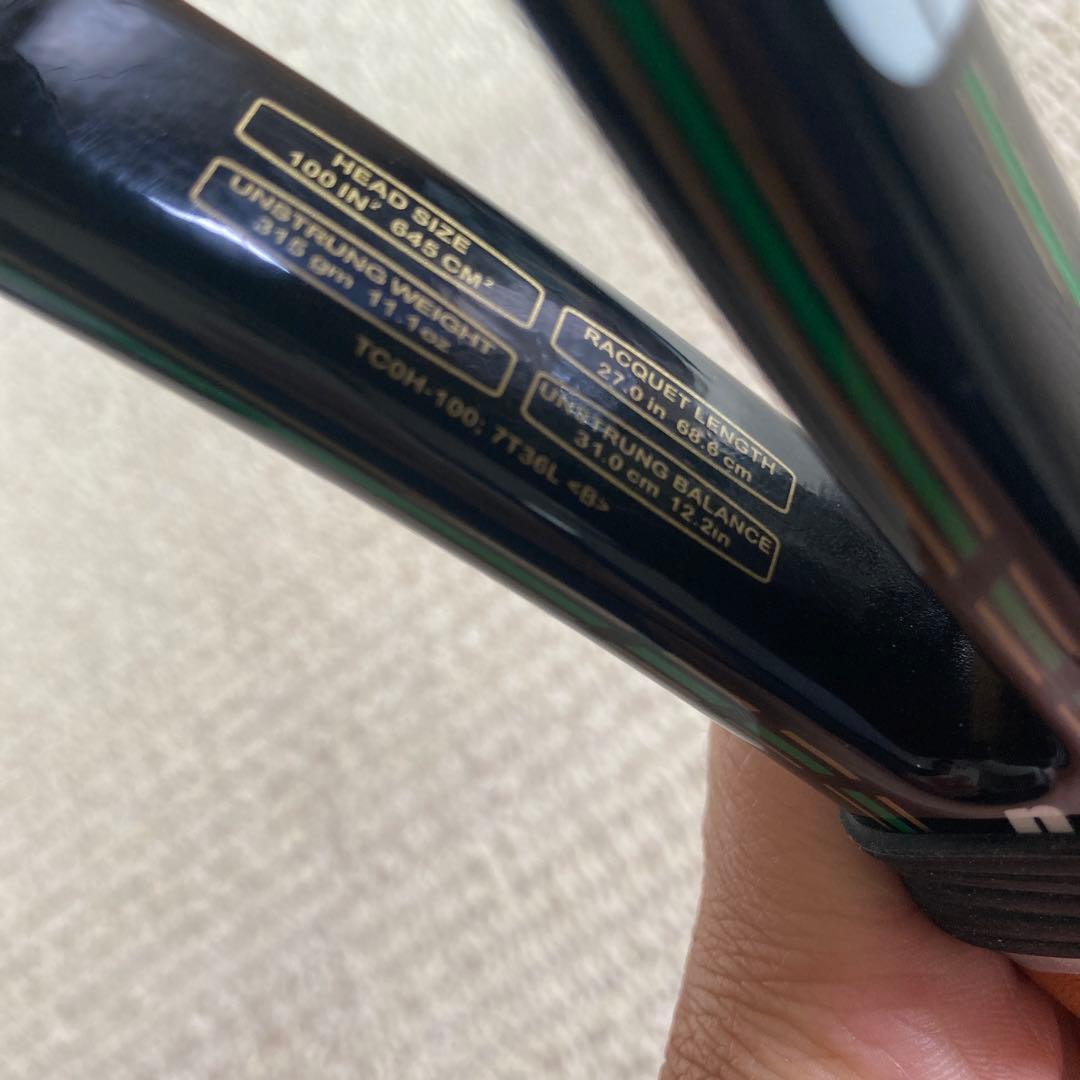 HEAD SIZE
100 IN² 645 CM²
UNSTRUNG WEIGHT
315 gm 11.1oz
RACQUET LENGTH
27.0 in 68.6 cm
UNSTRUNG BALANCE
31.0 cm 12.2in
TC0H-100; 7T36L <B>
n